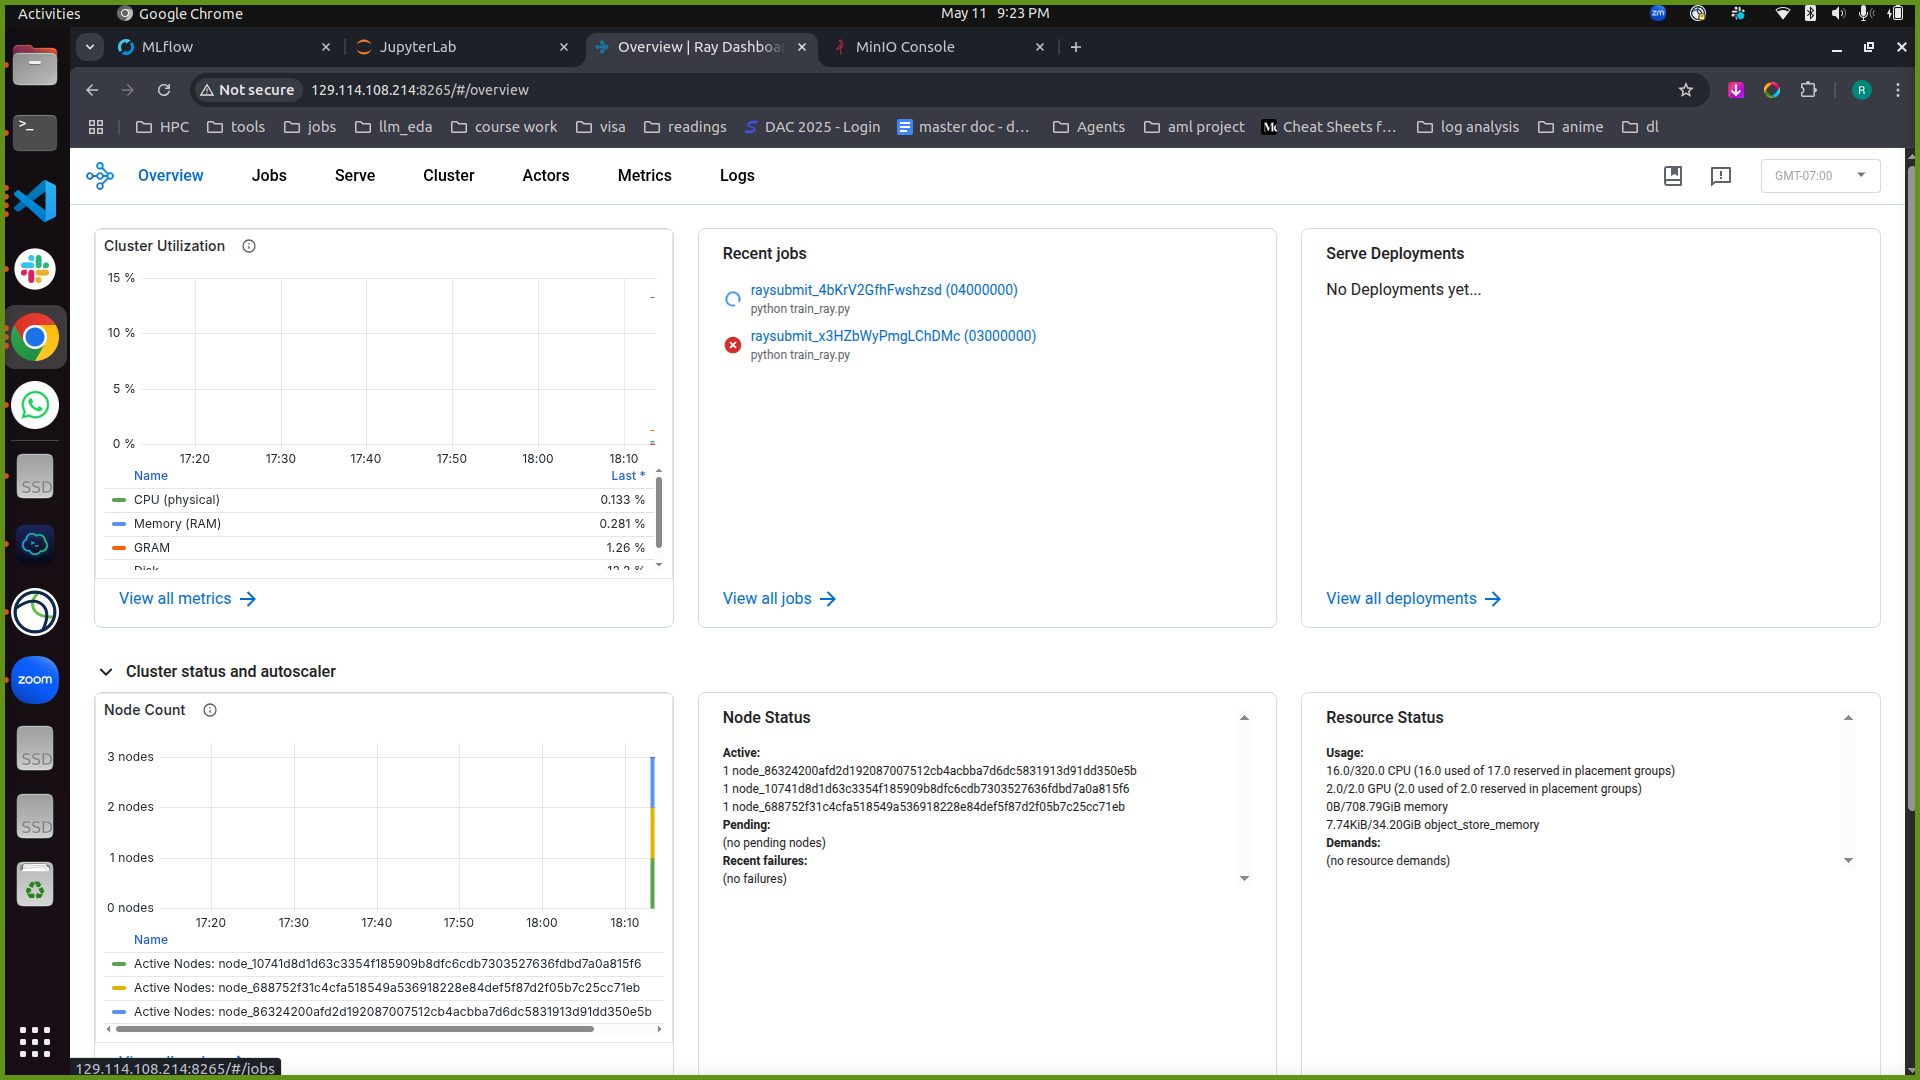 Activities
Google Chrome
May 11 9:23 PM
zm
MLflow
JupyterLab
Overview | Ray Dashboa
MinIO Console
Not secure
129.114.108.214:8265/#/overview
R
HPC
tools
jobs
llm_eda
course work
visa
readings
DAC 2025 - Login
master doc - d...
Agents
aml project
Cheat Sheets f...
log analysis
anime
dl
Overview
Jobs
Serve
Cluster
Actors
Metrics
Logs
GMT-07:00
Cluster Utilization
15 %
10 %
5 %
0 %
17:20 17:30 17:40 17:50 18:00 18:10
Name Last *
CPU (physical) 0.133 %
Memory (RAM) 0.281 %
GRAM 1.26 %
View all metrics
Recent jobs
raysubmit_4bKrV2GfhFwshzsd (04000000)
python train_ray.py
raysubmit_x3HZbWyPmgLChDMc (03000000)
python train_ray.py
View all jobs
Serve Deployments
No Deployments yet...
View all deployments
Cluster status and autoscaler
Node Count
3 nodes
2 nodes
1 nodes
0 nodes
17:20 17:30 17:40 17:50 18:00 18:10
Name
Active Nodes: node_10741d8d1d63c3354f185909b8dfc6cdb7303527636fdbd7a0a815f6
Active Nodes: node_688752f31c4cfa518549a536918228e84def5f87d2f05b7c25cc71eb
Active Nodes: node_86324200afd2d192087007512cb4acbba7d6dc5831913d91dd350e5b
Node Status
Active:
1 node_86324200afd2d192087007512cb4acbba7d6dc5831913d91dd350e5b
1 node_10741d8d1d63c3354f185909b8dfc6cdb7303527636fdbd7a0a815f6
1 node_688752f31c4cfa518549a536918228e84def5f87d2f05b7c25cc71eb
Pending:
(no pending nodes)
Recent failures:
(no failures)
Resource Status
Usage:
16.0/320.0 CPU (16.0 used of 17.0 reserved in placement groups)
2.0/2.0 GPU (2.0 used of 2.0 reserved in placement groups)
0B/708.79GiB memory
7.74KiB/34.20GiB object_store_memory
Demands:
(no resource demands)
SSD
zoom
SSD
SSD
129.114.108.214:8265/#/jobs